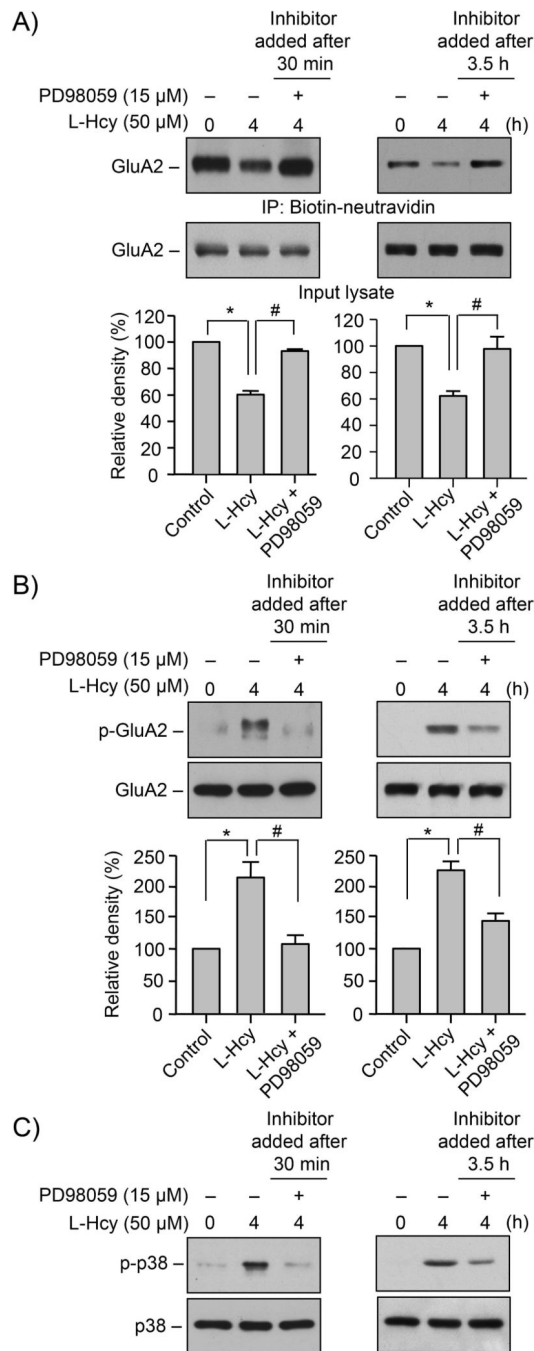 A)
Inhibitor added after 30 min
Inhibitor added after 3.5 h
PD98059 (15 µM) – – + – – +
L-Hcy (50 µM) 0 4 4 0 4 4 (h)
GluA2 –
IP: Biotin-neutravidin
GluA2 –
Input lysate
Relative density (%)
120
100
80
60
40
20
0
* #
Control
L-Hcy
L-Hcy + PD98059
120
100
80
60
40
20
0
* #
Control
L-Hcy
L-Hcy + PD98059
B)
Inhibitor added after 30 min
Inhibitor added after 3.5 h
PD98059 (15 µM) – – + – – +
L-Hcy (50 µM) 0 4 4 0 4 4 (h)
p-GluA2 –
GluA2 –
Relative density (%)
250
200
150
100
50
0
* #
Control
L-Hcy
L-Hcy + PD98059
250
200
150
100
50
0
* #
Control
L-Hcy
L-Hcy + PD98059
C)
Inhibitor added after 30 min
Inhibitor added after 3.5 h
PD98059 (15 µM) – – + – – +
L-Hcy (50 µM) 0 4 4 0 4 4 (h)
p-p38 –
p38 –